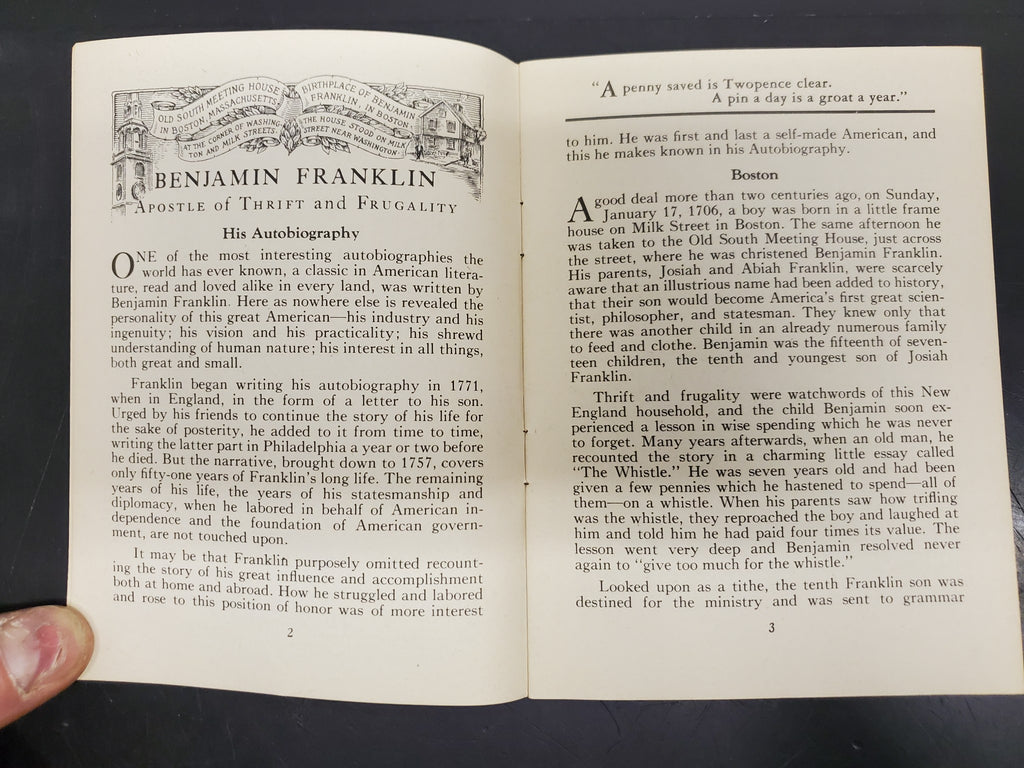 OLD SOUTH MEETING HOUSE
IN BOSTON, MASSACHUSETTS,
AT THE CORNER OF WASHING-
TON AND MILK STREETS.
BIRTHPLACE OF BENJAMIN
FRANKLIN, IN BOSTON.
THE HOUSE STOOD ON MILK
STREET NEAR WASHINGTON.
BENJAMIN FRANKLIN
APOSTLE of THRIFT and FRUGALITY
His Autobiography
ONE of the most interesting autobiographies the
world has ever known, a classic in American litera-
ture, read and loved alike in every land, was written by
Benjamin Franklin. Here as nowhere else is revealed the
personality of this great American—his industry and his
ingenuity; his vision and his practicality; his shrewd
understanding of human nature; his interest in all things,
both great and small.
Franklin began writing his autobiography in 1771,
when in England, in the form of a letter to his son.
Urged by his friends to continue the story of his life for
the sake of posterity, he added to it from time to time,
writing the latter part in Philadelphia a year or two before
he died. But the narrative, brought down to 1757, covers
only fifty-one years of Franklin's long life. The remaining
years of his life, the years of his statesmanship and
diplomacy, when he labored in behalf of American in-
dependence and the foundation of American govern-
ment, are not touched upon.
It may be that Franklin purposely omitted recount-
ing the story of his great influence and accomplishment
both at home and abroad. How he struggled and labored
and rose to this position of honor was of more interest
2
"A penny saved is Twopence clear.
A pin a day is a groat a year."
to him. He was first and last a self-made American, and
this he makes known in his Autobiography.
Boston
A good deal more than two centuries ago, on Sunday,
January 17, 1706, a boy was born in a little frame
house on Milk Street in Boston. The same afternoon he
was taken to the Old South Meeting House, just across
the street, where he was christened Benjamin Franklin.
His parents, Josiah and Abiah Franklin, were scarcely
aware that an illustrious name had been added to history,
that their son would become America's first great scien-
tist, philosopher, and statesman. They knew only that
there was another child in an already numerous family
to feed and clothe. Benjamin was the fifteenth of seven-
teen children, the tenth and youngest son of Josiah
Franklin.
Thrift and frugality were watchwords of this New
England household, and the child Benjamin soon ex-
perienced a lesson in wise spending which he was never
to forget. Many years afterwards, when an old man, he
recounted the story in a charming little essay called
"The Whistle." He was seven years old and had been
given a few pennies which he hastened to spend—all of
them—on a whistle. When his parents saw how trifling
was the whistle, they reproached the boy and laughed at
him and told him he had paid four times its value. The
lesson went very deep and Benjamin resolved never
again to "give too much for the whistle."
Looked upon as a tithe, the tenth Franklin son was
destined for the ministry and was sent to grammar
3